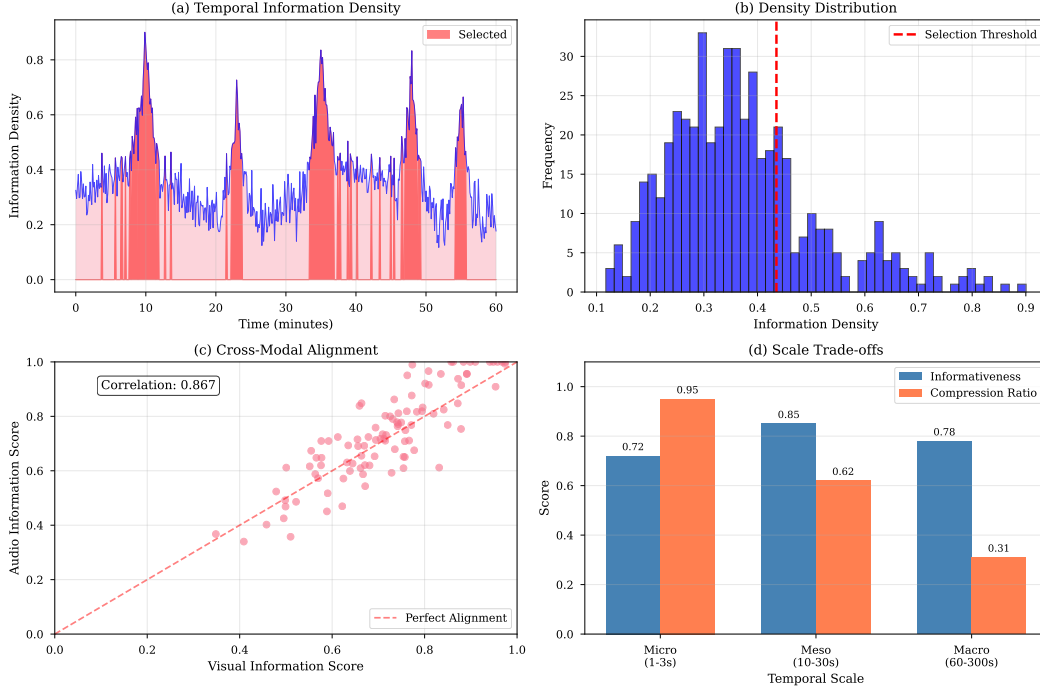 (a) Temporal Information Density
Information Density
0.8
0.6
0.4
0.2
0.0
Selected
0
10
20
30
40
50
60
Time (minutes)
(b) Density Distribution
Frequency
30
25
20
15
10
5
0
Selection Threshold
0.1
0.2
0.3
0.4
0.5
0.6
0.7
0.8
0.9
Information Density
(c) Cross-Modal Alignment
Audio Information Score
1.0
0.8
0.6
0.4
0.2
0.0
Correlation: 0.867
Perfect Alignment
0.0
0.2
0.4
0.6
0.8
1.0
Visual Information Score
(d) Scale Trade-offs
Score
1.0
0.8
0.6
0.4
0.2
0.0
Informativeness
Compression Ratio
0.72
0.95
0.85
0.62
0.78
0.31
Micro
(1-3s)
Meso
(10-30s)
Macro
(60-300s)
Temporal Scale